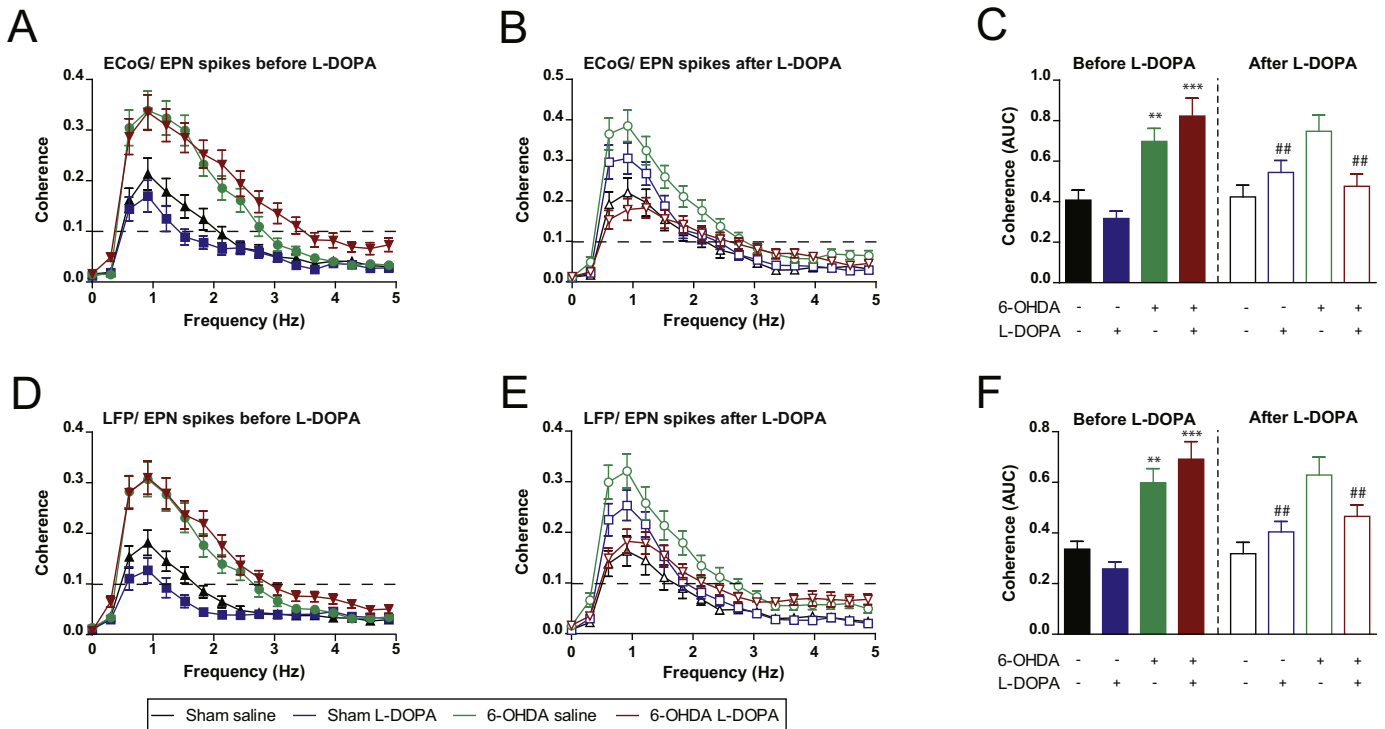 A
ECoG/ EPN spikes before L-DOPA
0.4
0.3
0.2
0.1
0.0
Coherence
0 1 2 3 4 5
Frequency (Hz)
B
ECoG/ EPN spikes after L-DOPA
0.5
0.4
0.3
0.2
0.1
0.0
Coherence
0 1 2 3 4 5
Frequency (Hz)
C
Before L-DOPA After L-DOPA
1.0
0.8
0.6
0.4
0.2
0.0
Coherence (AUC)
** *** ## ##
6-OHDA - - + + - - + +
L-DOPA - + - + - + - +
D
LFP/ EPN spikes before L-DOPA
0.4
0.3
0.2
0.1
0.0
Coherence
0 1 2 3 4 5
Frequency (Hz)
E
LFP/ EPN spikes after L-DOPA
0.4
0.3
0.2
0.1
0.0
Coherence
0 1 2 3 4 5
Frequency (Hz)
F
Before L-DOPA After L-DOPA
0.8
0.6
0.4
0.2
0.0
Coherence (AUC)
** *** ## ##
6-OHDA - - + + - - + +
L-DOPA - + - + - + - +
Sham saline Sham L-DOPA 6-OHDA saline 6-OHDA L-DOPA